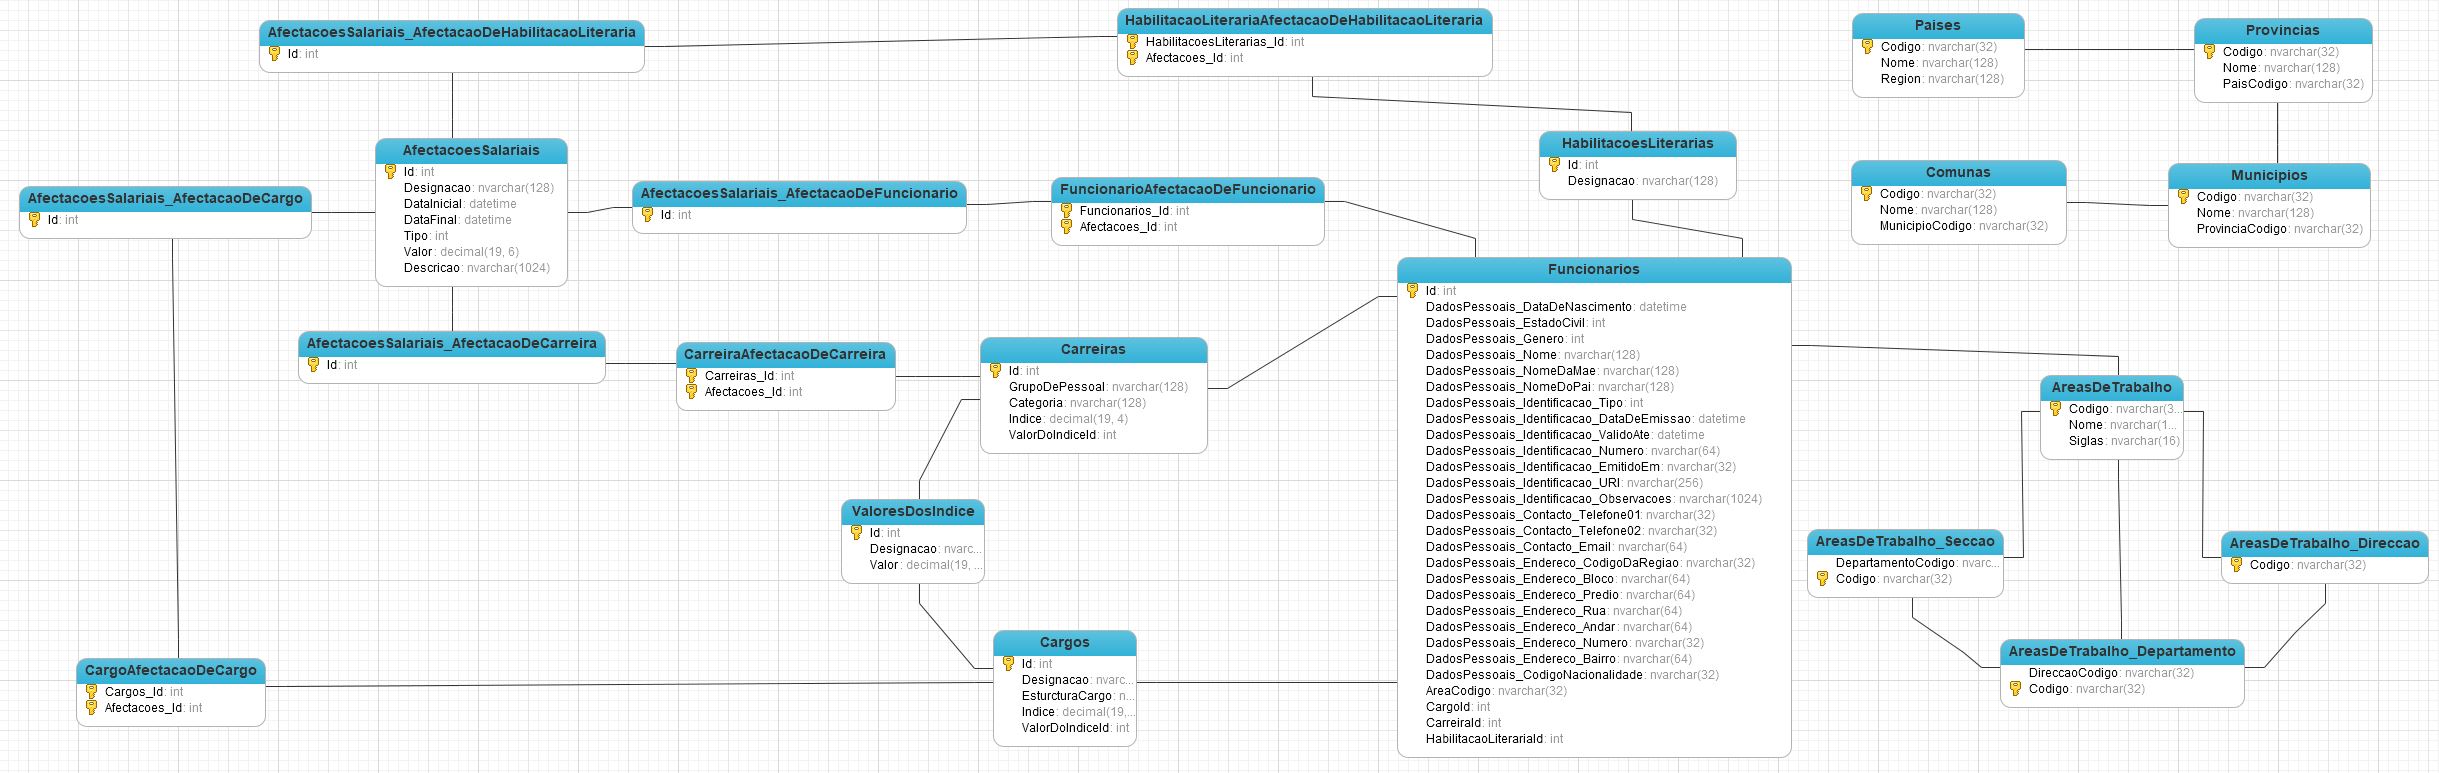 AfectacoesSalariais_AfectacaoDeHabilitacaoLiteraria
Id: int
HabilitacaoLiterariaAfectacaoDeHabilitacaoLiteraria
HabilitacoesLiterarias_Id: int
Afectacoes_Id: int
Paises
Codigo: nvarchar(32)
Nome: nvarchar(128)
Region: nvarchar(128)
Provincias
Codigo: nvarchar(32)
Nome: nvarchar(128)
PaisCodigo: nvarchar(32)
AfectacoesSalariais
Id: int
Designacao: nvarchar(128)
DataInicial: datetime
DataFinal: datetime
Tipo: int
Valor: decimal(19, 6)
Descricao: nvarchar(1024)
HabilitacoesLiterarias
Id: int
Designacao: nvarchar(128)
Comunas
Codigo: nvarchar(32)
Nome: nvarchar(128)
MunicipioCodigo: nvarchar(32)
Municipios
Codigo: nvarchar(32)
Nome: nvarchar(128)
ProvinciaCodigo: nvarchar(32)
AfectacoesSalariais_AfectacaoDeCargo
Id: int
AfectacoesSalariais_AfectacaoDeFuncionario
Id: int
FuncionarioAfectacaoDeFuncionario
Funcionarios_Id: int
Afectacoes_Id: int
Funcionarios
Id: int
DadosPessoais_DataDeNascimento: datetime
DadosPessoais_EstadoCivil: int
DadosPessoais_Genero: int
DadosPessoais_Nome: nvarchar(128)
DadosPessoais_NomeDaMae: nvarchar(128)
DadosPessoais_NomeDoPai: nvarchar(128)
DadosPessoais_Identificacao_Tipo: int
DadosPessoais_Identificacao_DataDeEmissao: datetime
DadosPessoais_Identificacao_ValidoAte: datetime
DadosPessoais_Identificacao_Numero: nvarchar(64)
DadosPessoais_Identificacao_EmitidoEm: nvarchar(32)
DadosPessoais_Identificacao_URI: nvarchar(256)
DadosPessoais_Identificacao_Observacoes: nvarchar(1024)
DadosPessoais_Contacto_Telefone01: nvarchar(32)
DadosPessoais_Contacto_Telefone02: nvarchar(32)
DadosPessoais_Contacto_Email: nvarchar(64)
DadosPessoais_Endereco_CodigoDaRegiao: nvarchar(32)
DadosPessoais_Endereco_Bloco: nvarchar(64)
DadosPessoais_Endereco_Predio: nvarchar(64)
DadosPessoais_Endereco_Rua: nvarchar(64)
DadosPessoais_Endereco_Andar: nvarchar(64)
DadosPessoais_Endereco_Numero: nvarchar(32)
DadosPessoais_Endereco_Bairro: nvarchar(64)
DadosPessoais_CodigoNacionalidade: nvarchar(32)
AreaCodigo: nvarchar(32)
CargoId: int
CarreiraId: int
HabilitacaoLiterariaId: int
AfectacoesSalariais_AfectacaoDeCarreira
Id: int
CarreiraAfectacaoDeCarreira
Carreiras_Id: int
Afectacoes_Id: int
Carreiras
Id: int
GrupoDePessoal: nvarchar(128)
Categoria: nvarchar(128)
Indice: decimal(19, 4)
ValorDoIndiceId: int
AreasDeTrabalho
Codigo: nvarchar(3...
Nome: nvarchar(1...
Siglas: nvarchar(16)
ValoresDosIndice
Id: int
Designacao: nvarc...
Valor: decimal(19, ...
AreasDeTrabalho_Seccao
DepartamentoCodigo: nvarc...
Codigo: nvarchar(32)
AreasDeTrabalho_Direccao
Codigo: nvarchar(32)
Cargos
Id: int
Designacao: nvarc...
EsturcturaCargo: n...
Indice: decimal(19,...
ValorDoIndiceId: int
AreasDeTrabalho_Departamento
DireccaoCodigo: nvarchar(32)
Codigo: nvarchar(32)
CargoAfectacaoDeCargo
Cargos_Id: int
Afectacoes_Id: int